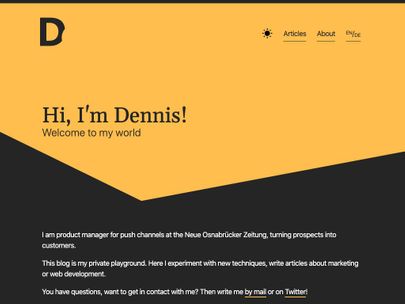 D
Articles About EN/DE
Hi, I'm Dennis!
Welcome to my world
I am product manager for push channels at the Neue Osnabrücker Zeitung, turning prospects into
customers.
This blog is my private playground. Here I experiment with new techniques, write articles about marketing
or web development.
You have questions, want to get in contact with me? Then write me by mail or on Twitter!